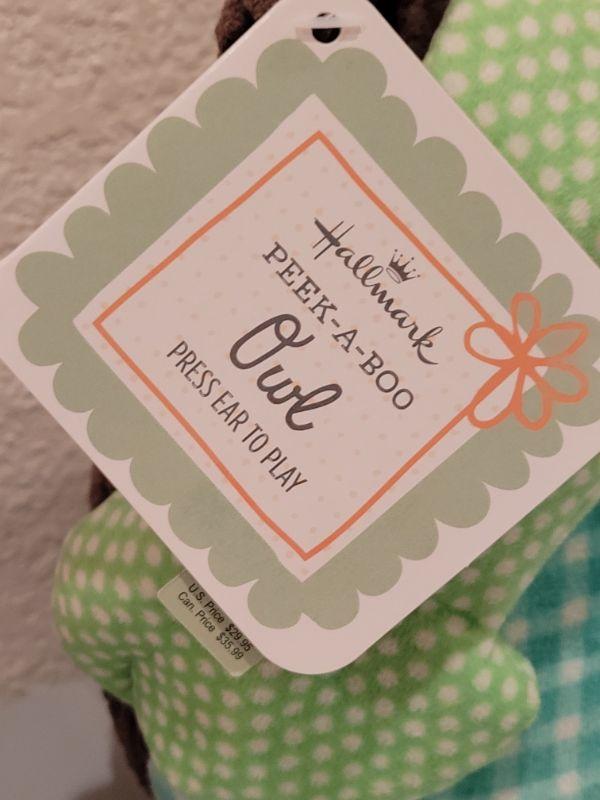 Hallmark
PEEK-A-BOO
Owl
PRESS EAR TO PLAY
U.S. Price $29.95
Can. Price $35.99